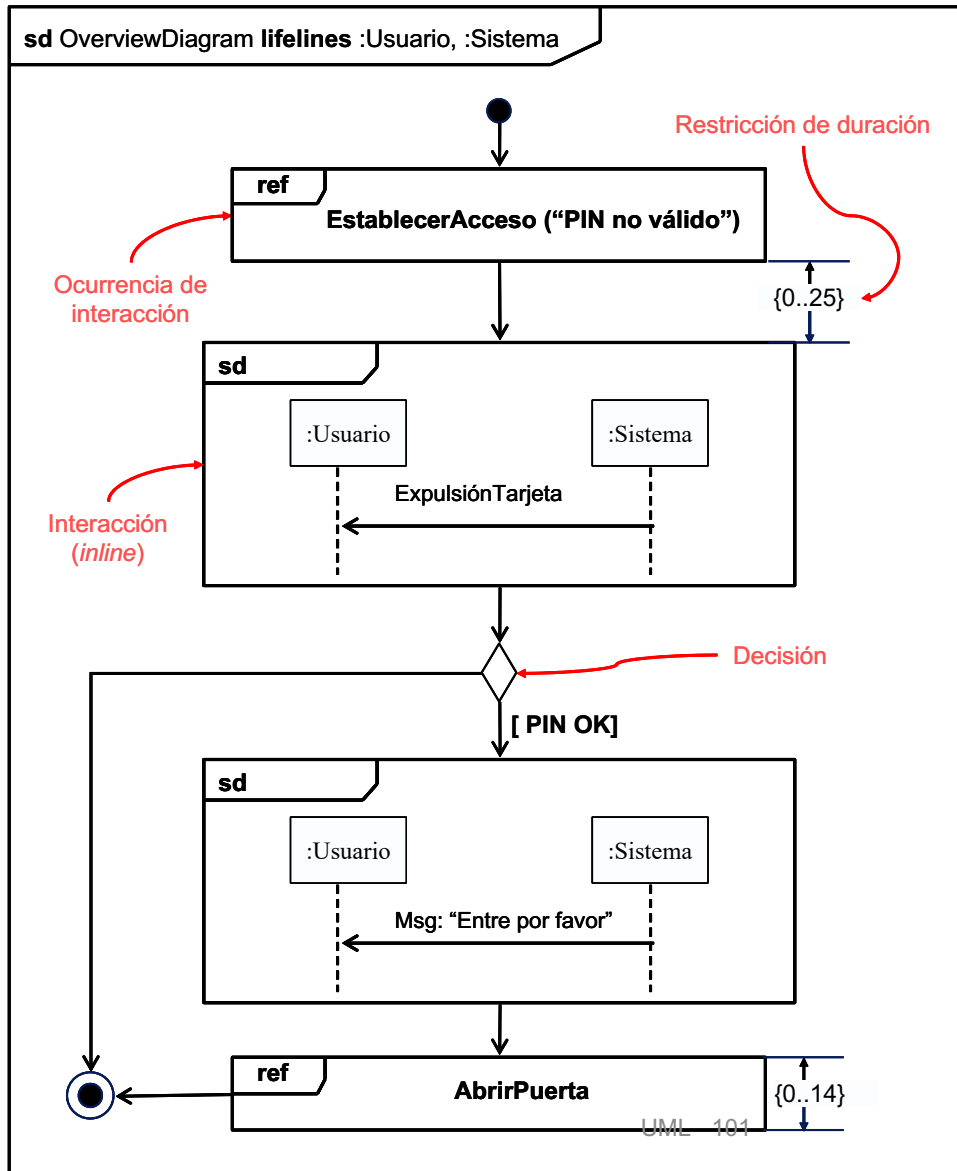 sd OverviewDiagram lifelines :Usuario, :Sistema
Restricción de duración
ref
EstablecerAcceso (“PIN no válido”)
Ocurrencia de
interacción
{0..25}
sd
:Usuario
:Sistema
ExpulsiónTarjeta
Interacción
(inline)
Decisión
[ PIN OK]
sd
:Usuario
:Sistema
Msg: “Entre por favor”
ref
AbrirPuerta
{0..14}
UML 101